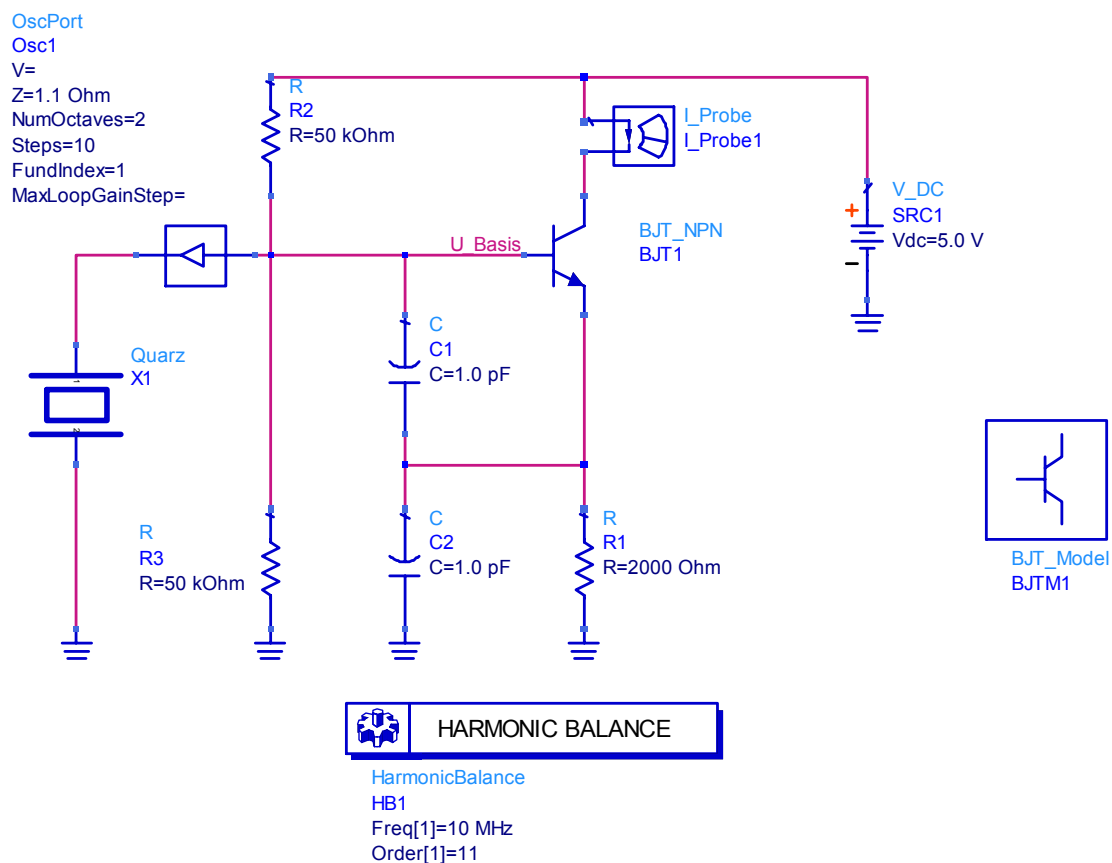 OscPort
Osc1
V=
Z=1.1 Ohm
NumOctaves=2
Steps=10
FundIndex=1
MaxLoopGainStep=
R
R2
R=50 kOhm
I_Probe
I_Probe1
V_DC
SRC1
Vdc=5.0 V
+
−
U_Basis
BJT_NPN
BJT1
Quarz
X1
1
2
C
C1
C=1.0 pF
R
R3
R=50 kOhm
C
C2
C=1.0 pF
R
R1
R=2000 Ohm
BJT_Model
BJTM1
HARMONIC BALANCE
HarmonicBalance
HB1
Freq[1]=10 MHz
Order[1]=11